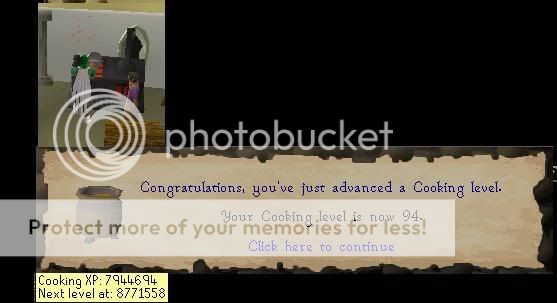 photobucket
Congratulations, you've just advanced a Cooking level.
Your Cooking level is now 94.
Protect more of your memories for less!
Click here to continue
Cooking XP: 7944694
Next level at: 8771558